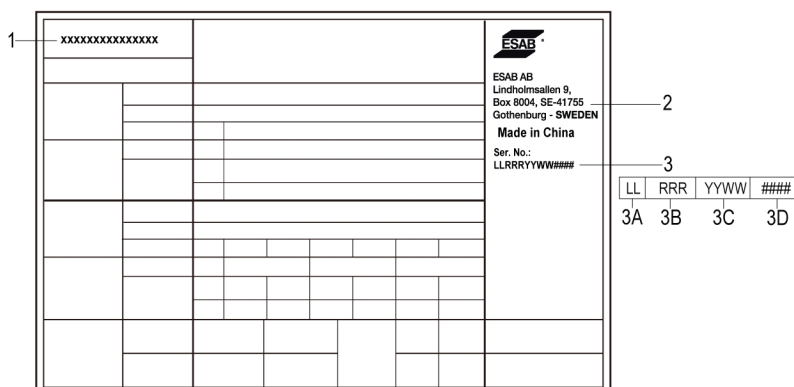 1
xxxxxxxxxxxxxxx
ESAB
ESAB AB
Lindholmsallen 9,
Box 8004, SE-41755
Gothenburg - SWEDEN
2
Made in China
Ser. No.:
LLRRRYYWW####
3
LL RRR YYWW ####
3A 3B 3C 3D